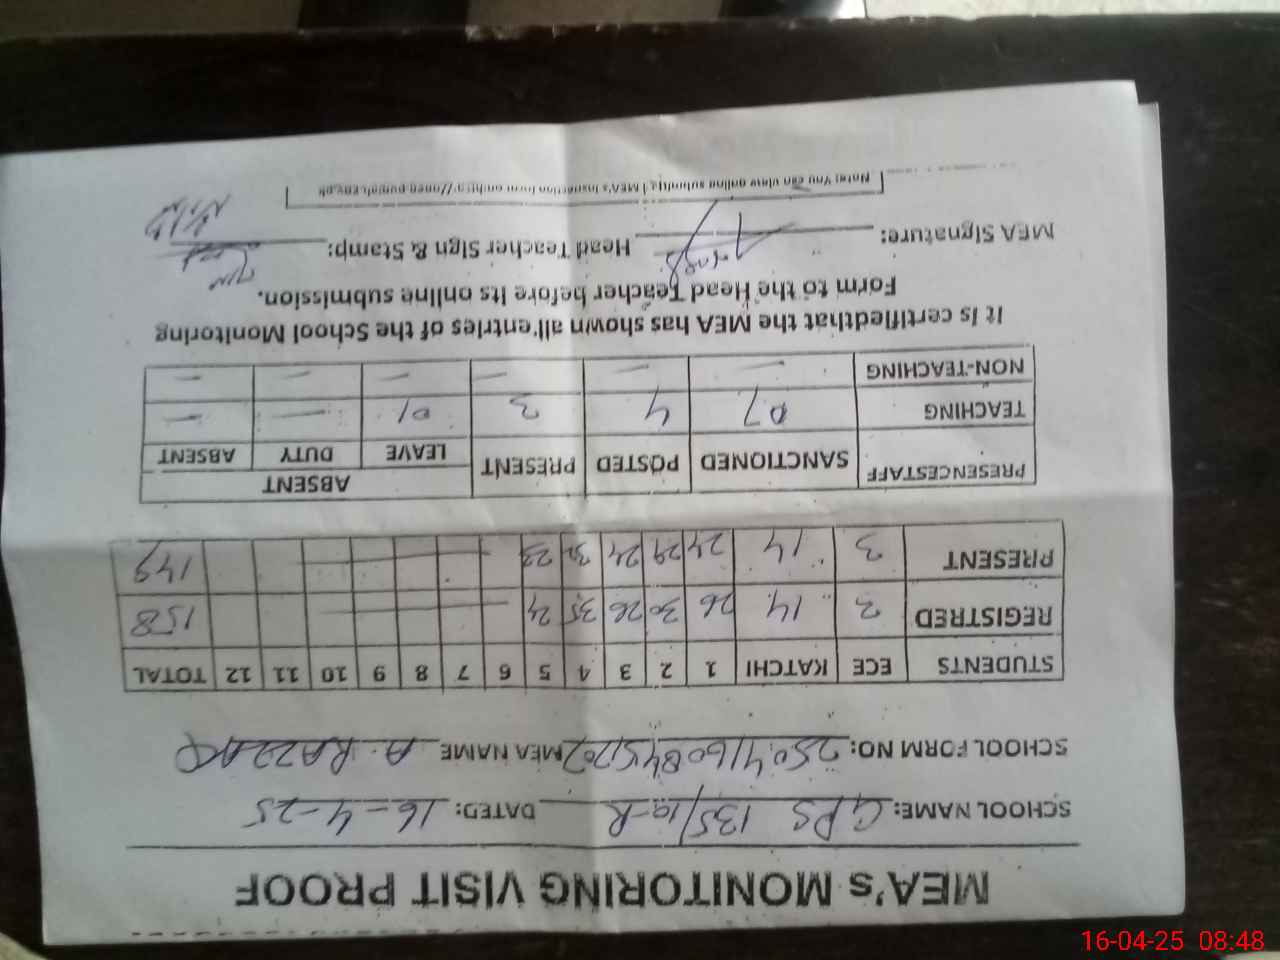 MEA's MONITORING VISIT PROOF
SCHOOL NAME: GPS 135/10-R DATED: 16-4-25
SCHOOL FORM NO: MEA NAME A. RAZZAQ
STUDENTS ECE KATCHI 1 2 3 4 5 6 7 8 9 10 11 12 TOTAL
REGISTRED 3 14 26 30 26 35 24 158
PRESENT 3 14 24 29 24 32 23 149
PRESENCESTAFF SANCTIONED POSTED PRESENT ABSENT
LEAVE DUTY ABSENT
TEACHING 07 4 3 01 — —
NON-TEACHING — — — — — —
It is certifiedthat the MEA has shown all entries of the School Monitoring
Form to the Head Teacher before its online submission.
MEA Signature: Head Teacher Sign & Stamp:
Note: You can view online submitted MEA's inspection form on
16-04-25 08:48